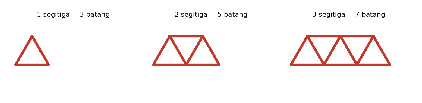 1 segitiga 3 batang
2 segitiga 5 batang
3 segitiga 7 batang